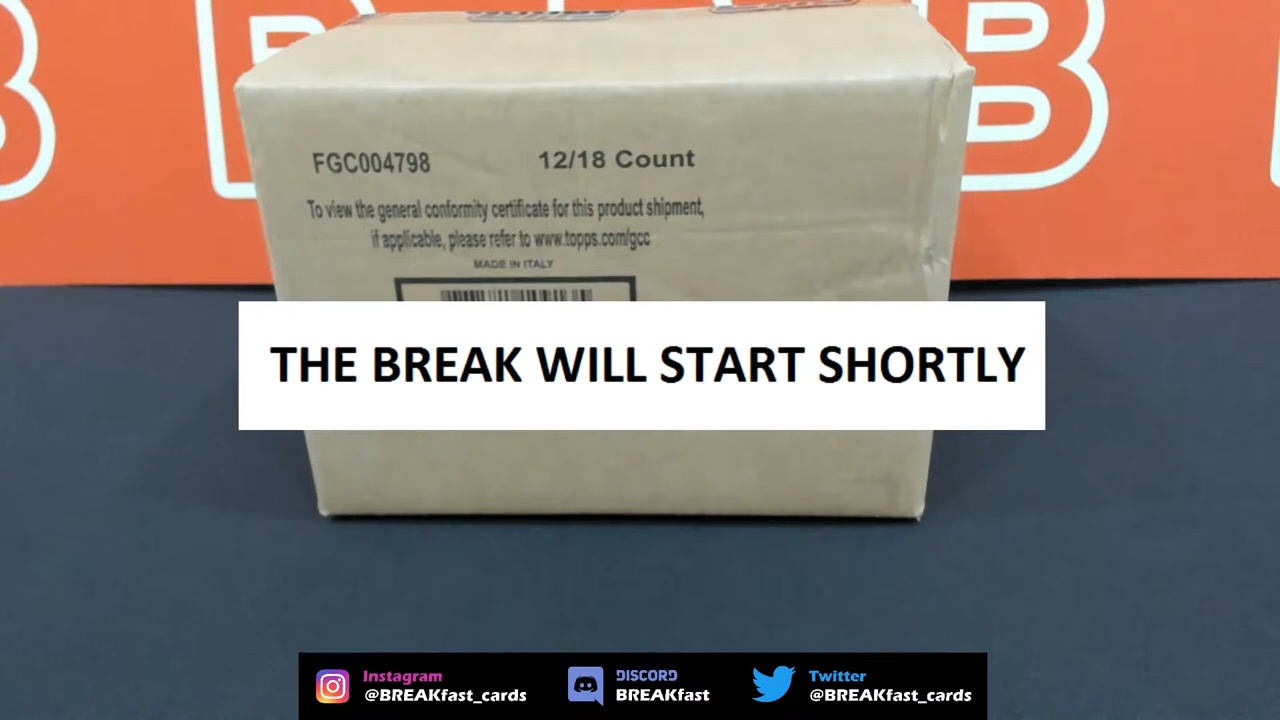 FGC004798
12/18 Count
To view the general conformity certificate for this product shipment,
if applicable, please refer to www.topps.com/gcc
MADE IN ITALY
THE BREAK WILL START SHORTLY
Instagram
@BREAKfast_cards
DISCORD
BREAKfast
Twitter
@BREAKfast_cards